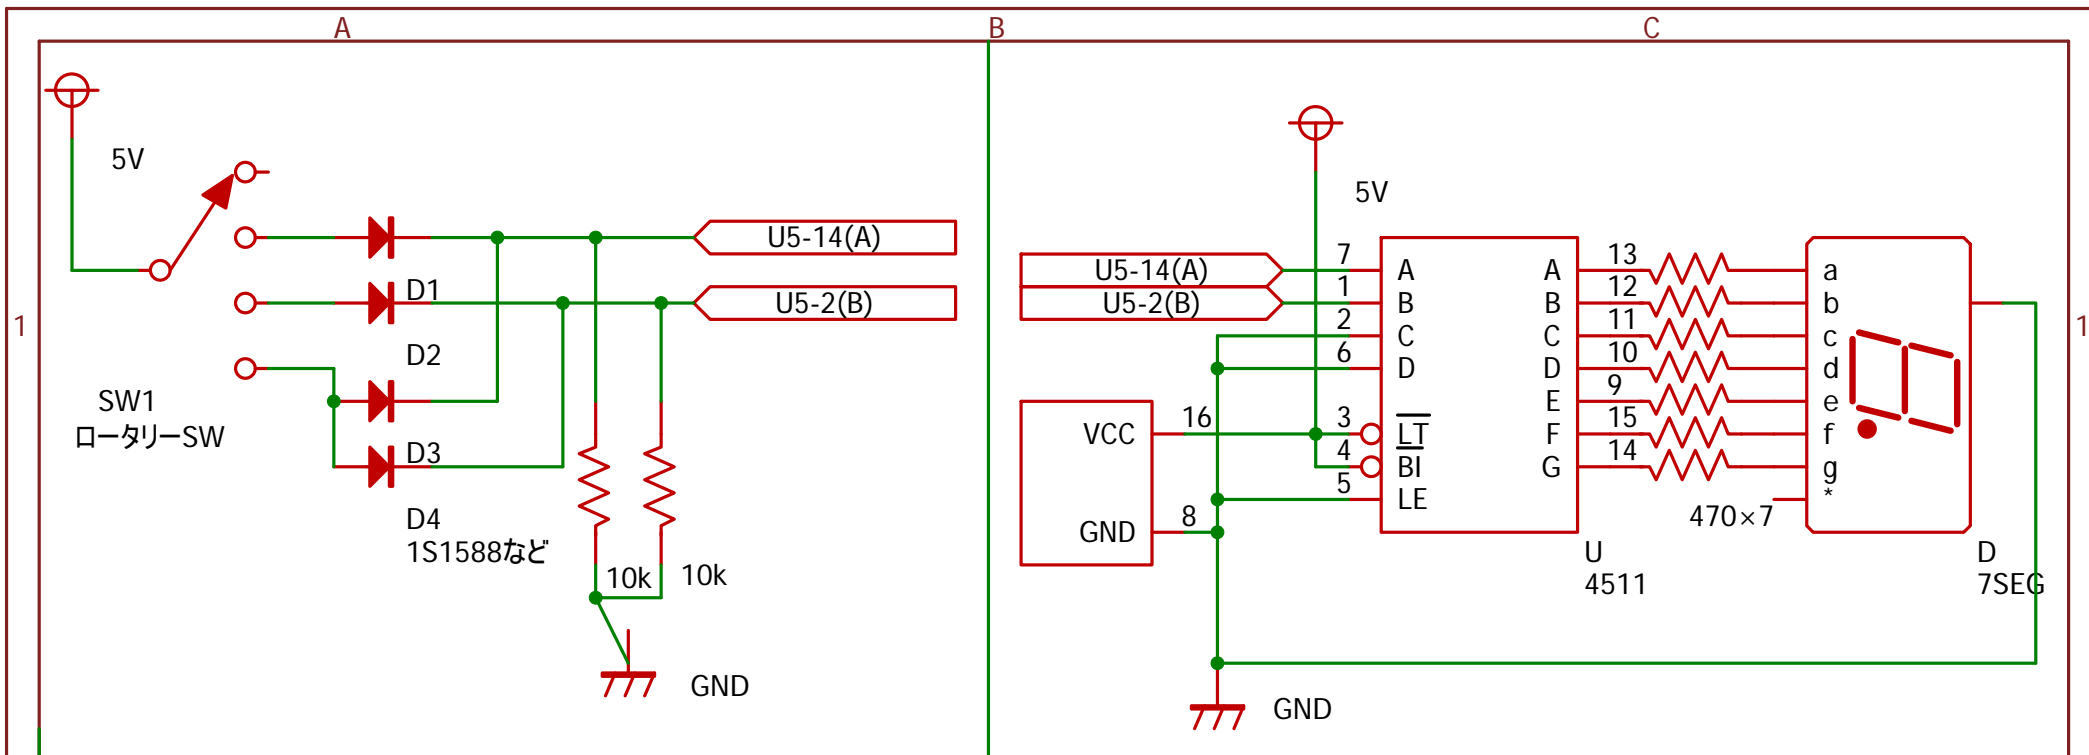 A
B
C
1
1
5V
SW1
ロータリーSW
D1
D2
D3
D4
1S1588など
U5-14(A)
U5-2(B)
10k
10k
GND
5V
U5-14(A)
U5-2(B)
7
1
2
6
3
4
5
A
B
C
D
LT
BI
LE
VCC
16
GND
8
A
B
C
D
E
F
G
13
12
11
10
9
15
14
470×7
a
b
c
d
e
f
g
*
U
4511
D
7SEG
GND